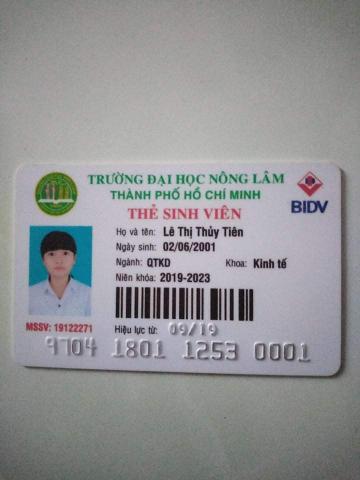 TRƯỜNG ĐẠI HỌC NÔNG LÂM
THÀNH PHỐ HỒ CHÍ MINH
BIDV
THẺ SINH VIÊN
Họ và tên: Lê Thị Thủy Tiên
Ngày sinh: 02/06/2001
Ngành: QTKD Khoa: Kinh tế
Niên khóa: 2019-2023
MSSV: 19122271
Hiệu lực từ: 09/19
9704 1801 1253 0001